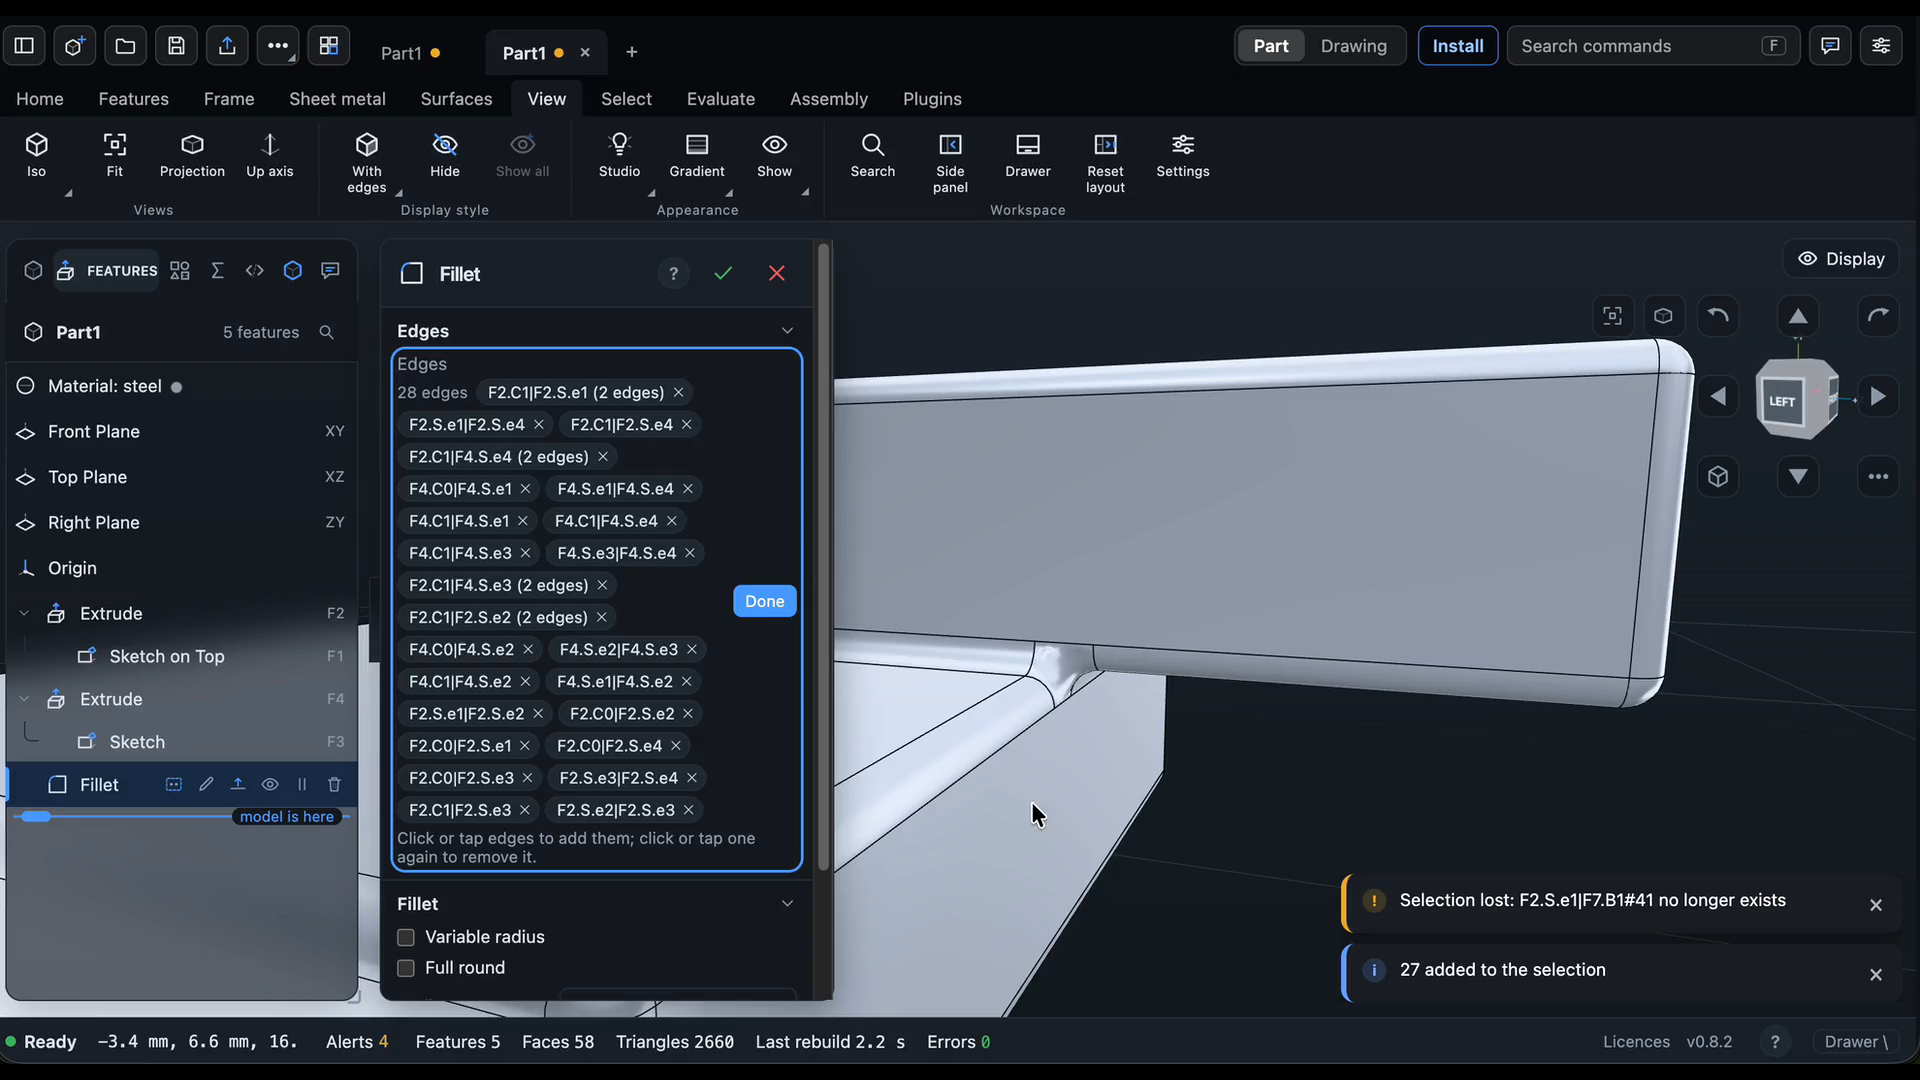 Part1
Part1
Part Drawing Install Search commands F
Home Features Frame Sheet metal Surfaces View Select Evaluate Assembly Plugins
Iso Fit Projection Up axis With edges Hide Show all Studio Gradient Show Search Side panel Drawer Reset layout Settings
Views Display style Appearance Workspace
FEATURES
Part1 5 features
Material: steel
Front Plane XY
Top Plane XZ
Right Plane ZY
Origin
Extrude F2
Sketch on Top F1
Extrude F4
Sketch F3
Fillet
model is here
Fillet ?
Edges
Edges
28 edges F2.C1|F2.S.e1 (2 edges)
F2.S.e1|F2.S.e4 F2.C1|F2.S.e4
F2.C1|F4.S.e4 (2 edges)
F4.C0|F4.S.e1 F4.S.e1|F4.S.e4
F4.C1|F4.S.e1 F4.C1|F4.S.e4
F4.C1|F4.S.e3 F4.S.e3|F4.S.e4
F2.C1|F4.S.e3 (2 edges)
Done
F2.C1|F2.S.e2 (2 edges)
F4.C0|F4.S.e2 F4.S.e2|F4.S.e3
F4.C1|F4.S.e2 F4.S.e1|F4.S.e2
F2.S.e1|F2.S.e2 F2.C0|F2.S.e2
F2.C0|F2.S.e1 F2.C0|F2.S.e4
F2.C0|F2.S.e3 F2.S.e3|F2.S.e4
F2.C1|F2.S.e3 F2.S.e2|F2.S.e3
Click or tap edges to add them; click or tap one
again to remove it.
Fillet
Variable radius
Full round
Display
LEFT
Selection lost: F2.S.e1|F7.B1#41 no longer exists
27 added to the selection
Ready -3.4 mm, 6.6 mm, 16. Alerts 4 Features 5 Faces 58 Triangles 2660 Last rebuild 2.2 s Errors 0 Licences v0.8.2 ? Drawer \